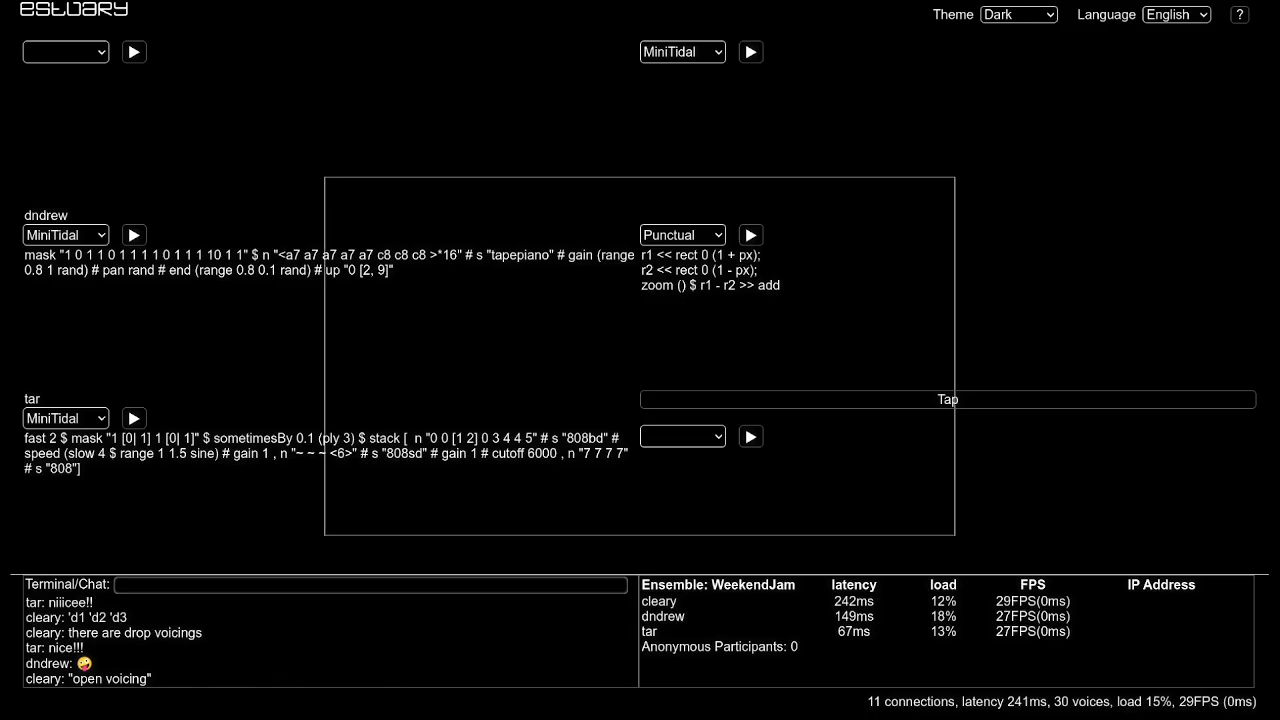 estuary
Theme Dark Language English ?
MiniTidal
dndrew
MiniTidal
mask "1 0 1 1 0 1 1 1 1 0 1 1 1 10 1 1" $ n "<a7 a7 a7 a7 a7 c8 c8 c8 >*16" # s "tapepiano" # gain (range
0.8 1 rand) # pan rand # end (range 0.8 0.1 rand) # up "0 [2, 9]"
Punctual
r1 << rect 0 (1 + px);
r2 << rect 0 (1 - px);
zoom () $ r1 - r2 >> add
tar
MiniTidal
fast 2 $ mask "1 [0| 1] 1 [0| 1]" $ sometimesBy 0.1 (ply 3) $ stack [  n "0 0 [1 2] 0 3 4 4 5" # s "808bd" #
speed (slow 4 $ range 1 1.5 sine) # gain 1 , n "~ ~ ~ <6>" # s "808sd" # gain 1 # cutoff 6000 , n "7 7 7 7"
# s "808"]
Tap
Terminal/Chat:
tar: niiicee!!
cleary: 'd1 'd2 'd3
cleary: there are drop voicings
tar: nice!!!
dndrew: 🤪
cleary: "open voicing"
Ensemble: WeekendJam latency load FPS IP Address
cleary 242ms 12% 29FPS(0ms)
dndrew 149ms 18% 27FPS(0ms)
tar 67ms 13% 27FPS(0ms)
Anonymous Participants: 0
11 connections, latency 241ms, 30 voices, load 15%, 29FPS (0ms)